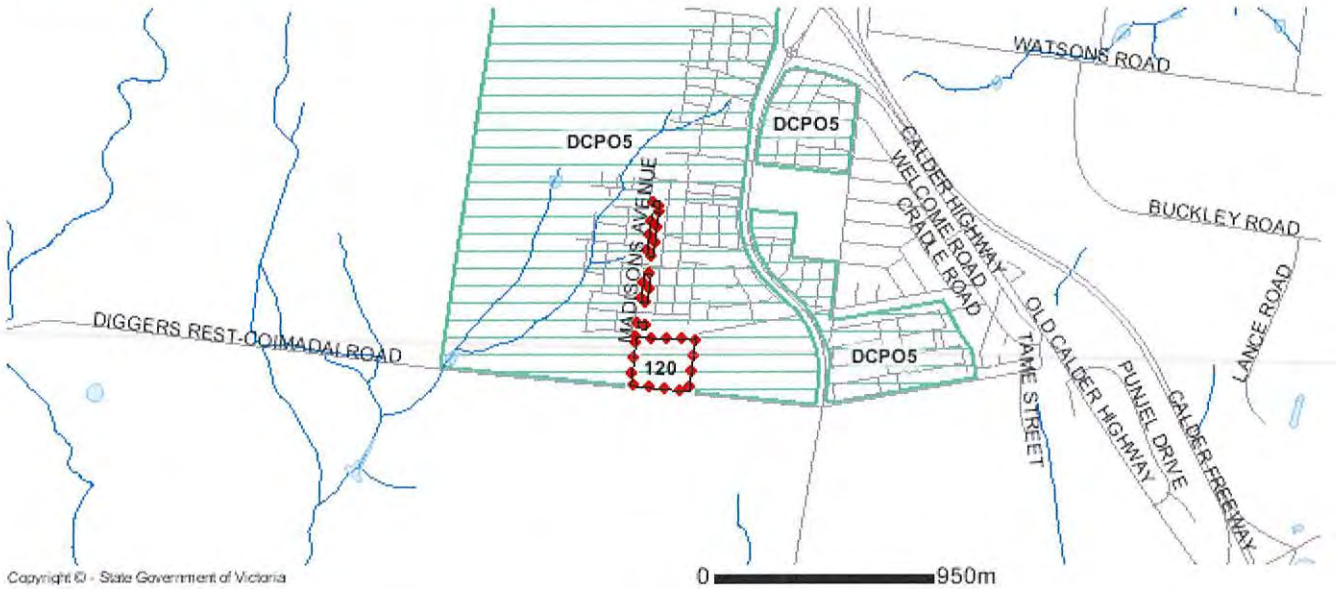 WATSONS ROAD
DCPO5
DCPO5
CALDER HIGHWAY
WELCOME ROAD
CRADLE ROAD
MADISONS AVENUE
BUCKLEY ROAD
LANCE ROAD
OLD CALDER HIGHWAY
DIGGERS REST-COIMADAI ROAD
120
DCPO5
TAME STREET
PUNJEL DRIVE
CALDER FREEWAY
Copyright © - State Government of Victoria
0 950m